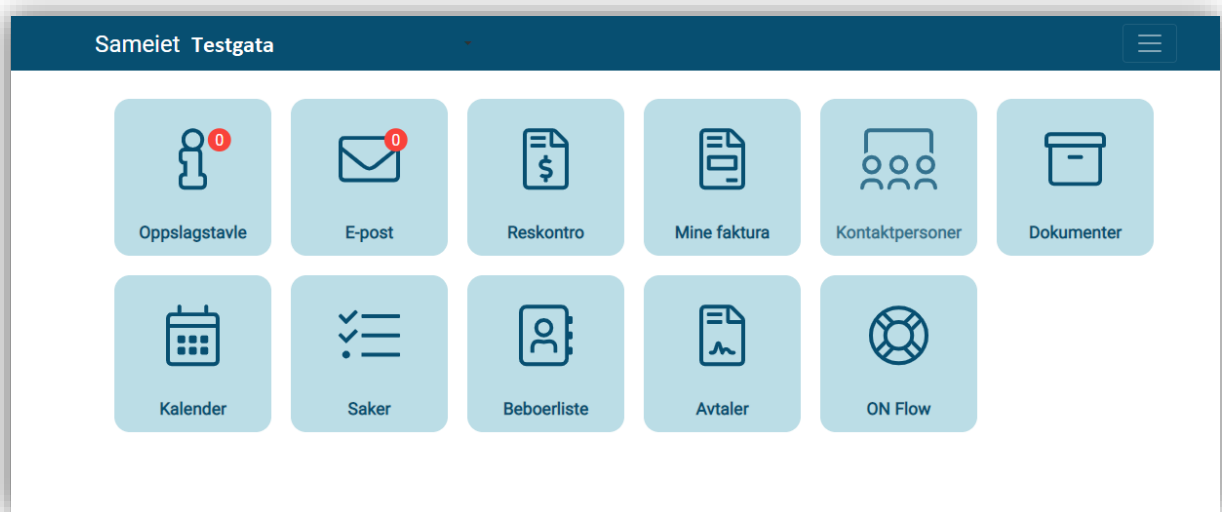 Sameiet Testgata
0 0
Oppslagstavle E-post Reskontro Mine faktura Kontaktpersoner Dokumenter
Kalender Saker Beboerliste Avtaler ON Flow